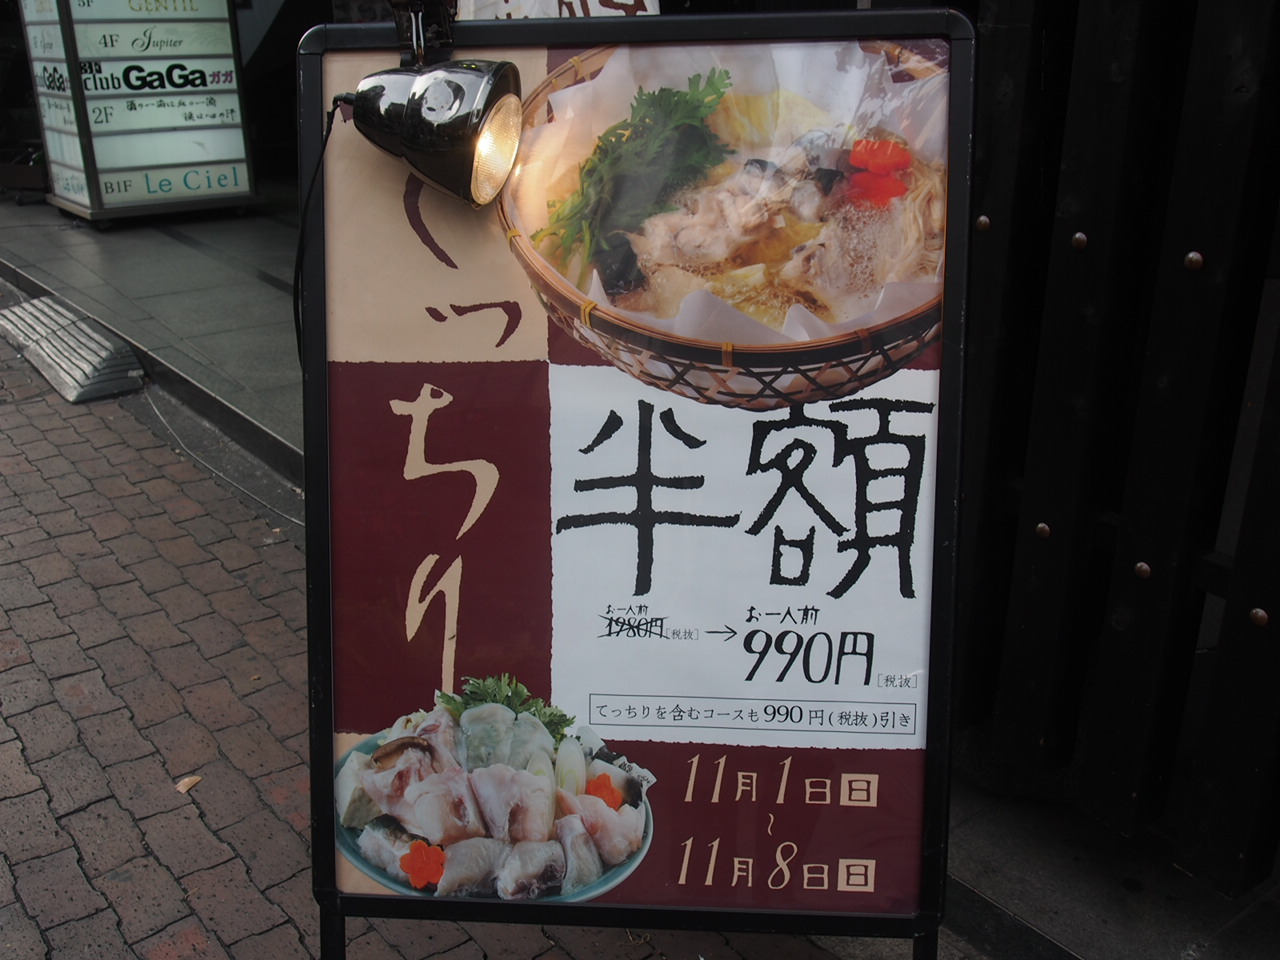 5F GENTIL
4F Jupiter
3F club GaGa ガガ
2F
B1F Le Ciel
てっちり
半額
お一人前
1980円[税抜]→
お一人前
990円[税抜]
てっちりを含むコースも990円(税抜)引き
11月1日日
~
11月8日日